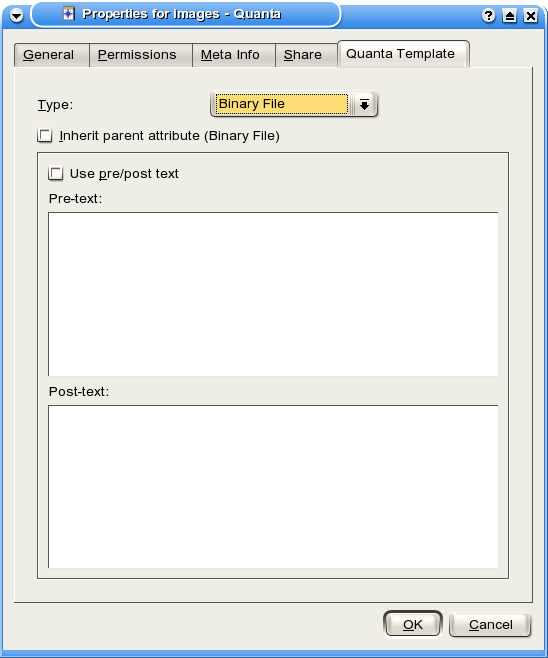 Properties for Images - Quanta
?
General Permissions Meta Info Share Quanta Template
Type: Binary File
Inherit parent attribute (Binary File)
Use pre/post text
Pre-text:
Post-text:
OK Cancel